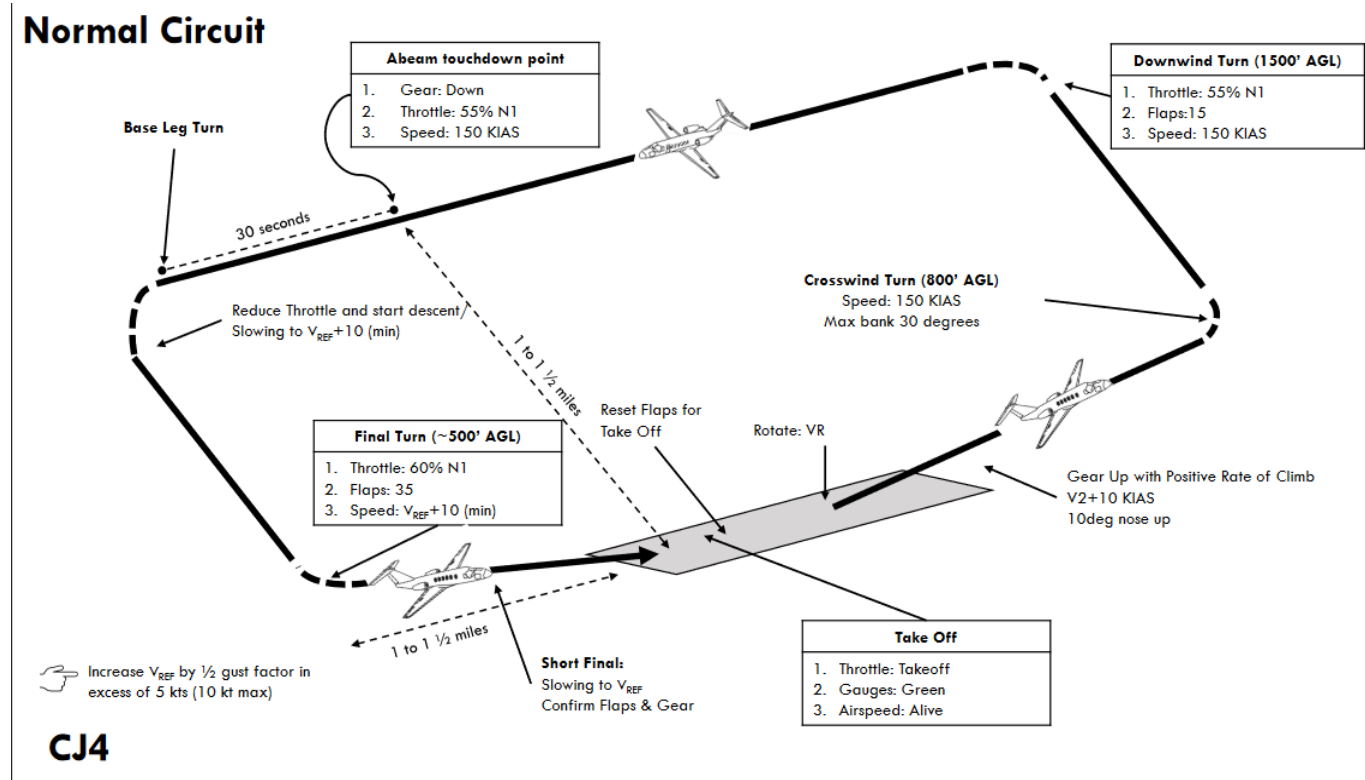 Normal Circuit
Abeam touchdown point
1. Gear: Down
2. Throttle: 55% N1
3. Speed: 150 KIAS
Downwind Turn (1500' AGL)
1. Throttle: 55% N1
2. Flaps:15
3. Speed: 150 KIAS
Base Leg Turn
30 seconds
Crosswind Turn (800' AGL)
Speed: 150 KIAS
Max bank 30 degrees
Reduce Throttle and start descent/
Slowing to VREF+10 (min)
1 to 1 ½ miles
Reset Flaps for
Take Off
Rotate: VR
Final Turn (~500' AGL)
1. Throttle: 60% N1
2. Flaps: 35
3. Speed: VREF+10 (min)
Gear Up with Positive Rate of Climb
V2+10 KIAS
10deg nose up
1 to 1 ½ miles
Short Final:
Slowing to VREF
Confirm Flaps & Gear
Take Off
1. Throttle: Takeoff
2. Gauges: Green
3. Airspeed: Alive
Increase VREF by ½ gust factor in
excess of 5 kts (10 kt max)
CJ4